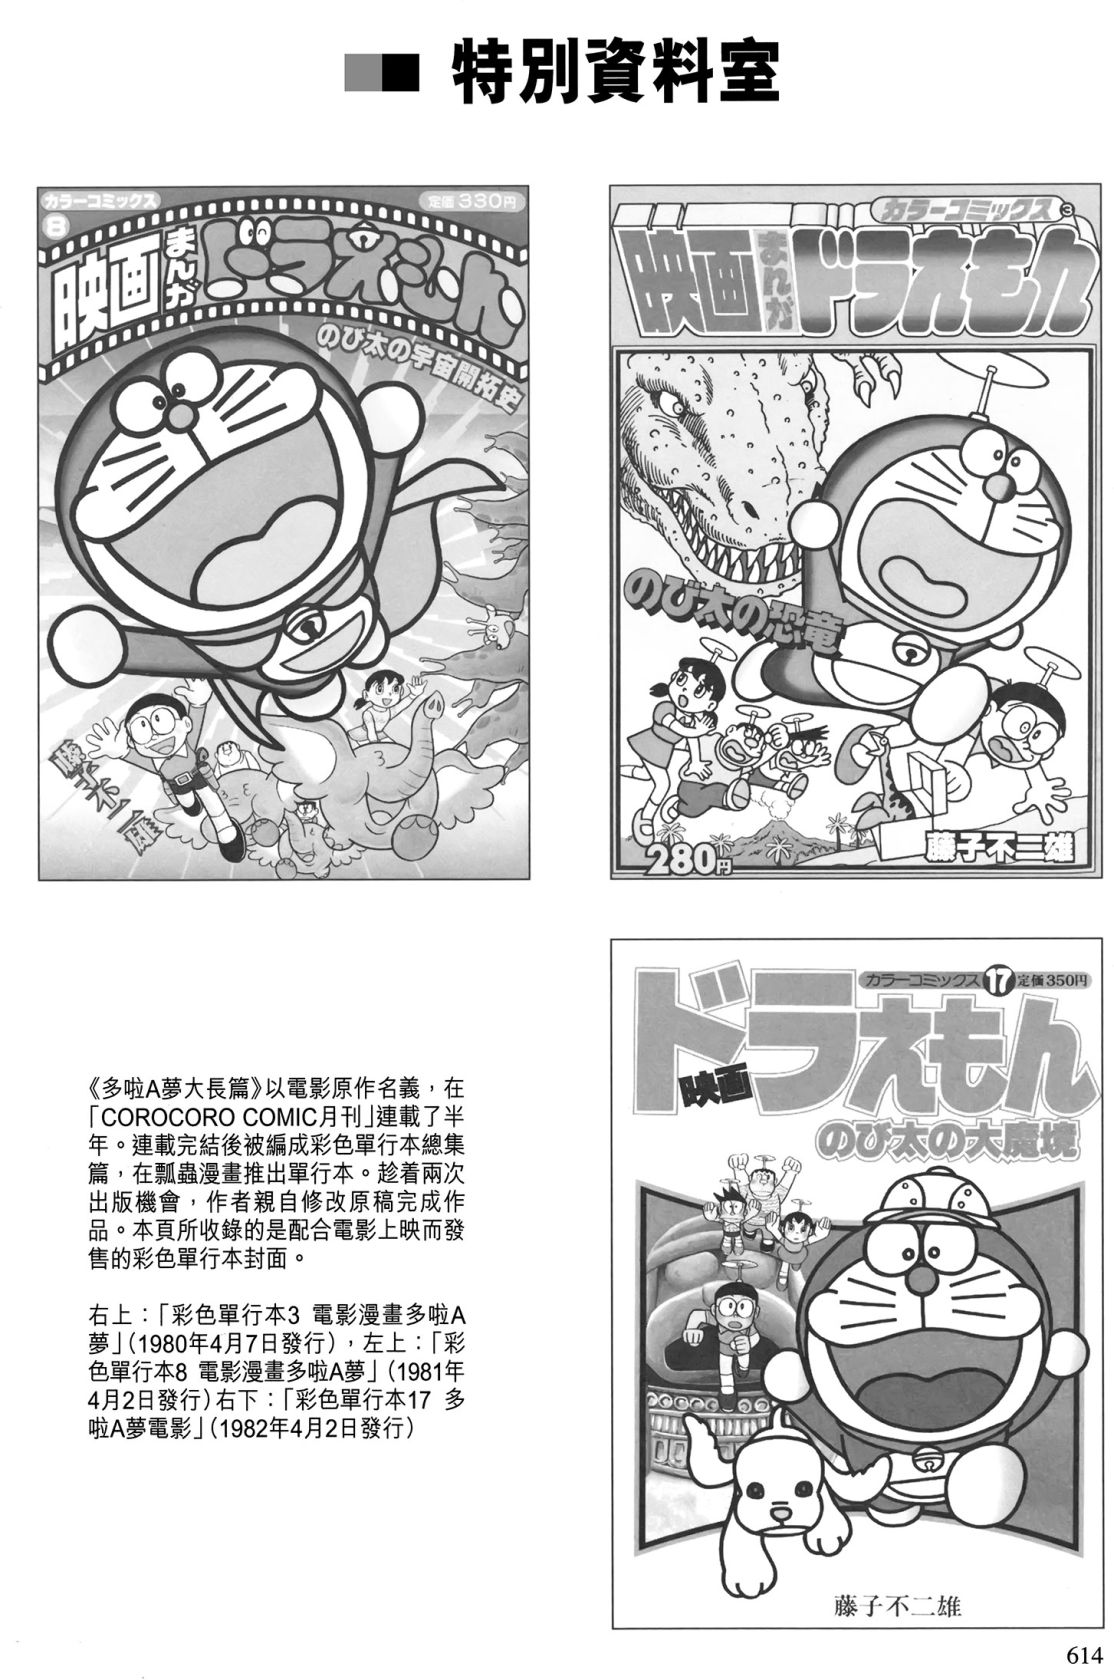 特別資料室
カラーコミックス
定価330円
8
映画まんがドラえもん
のび太の宇宙開拓史
藤子不二雄
カラーコミックス 3
映画まんがドラえもん
のび太の恐竜
280円
藤子不二雄
カラーコミックス 17 定価350円
ドラえもん
映画
のび太の大魔境
藤子不二雄
《多啦A夢大長篇》以電影原作名義，在
「COROCORO COMIC月刊」連載了半
年。連載完結後被編成彩色單行本總集
篇，在瓢蟲漫畫推出單行本。趁着兩次
出版機會，作者親自修改原稿完成作
品。本頁所收錄的是配合電影上映而發
售的彩色單行本封面。
右上：「彩色單行本3 電影漫畫多啦A
夢」（1980年4月7日發行），左上：「彩
色單行本8 電影漫畫多啦A夢」（1981年
4月2日發行）右下：「彩色單行本17 多
啦A夢電影」（1982年4月2日發行）
614